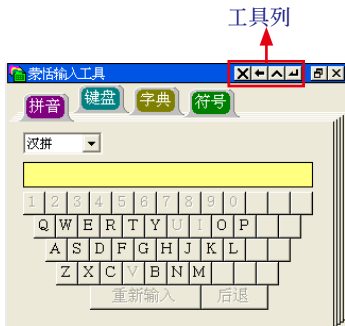 工具列
蒙恬输入工具
拼音 键盘 字典 符号
汉拼
1 2 3 4 5 6 7 8 9 0
Q W E R T Y U I O P
A S D F G H J K L
Z X C V B N M
重新输入 后退